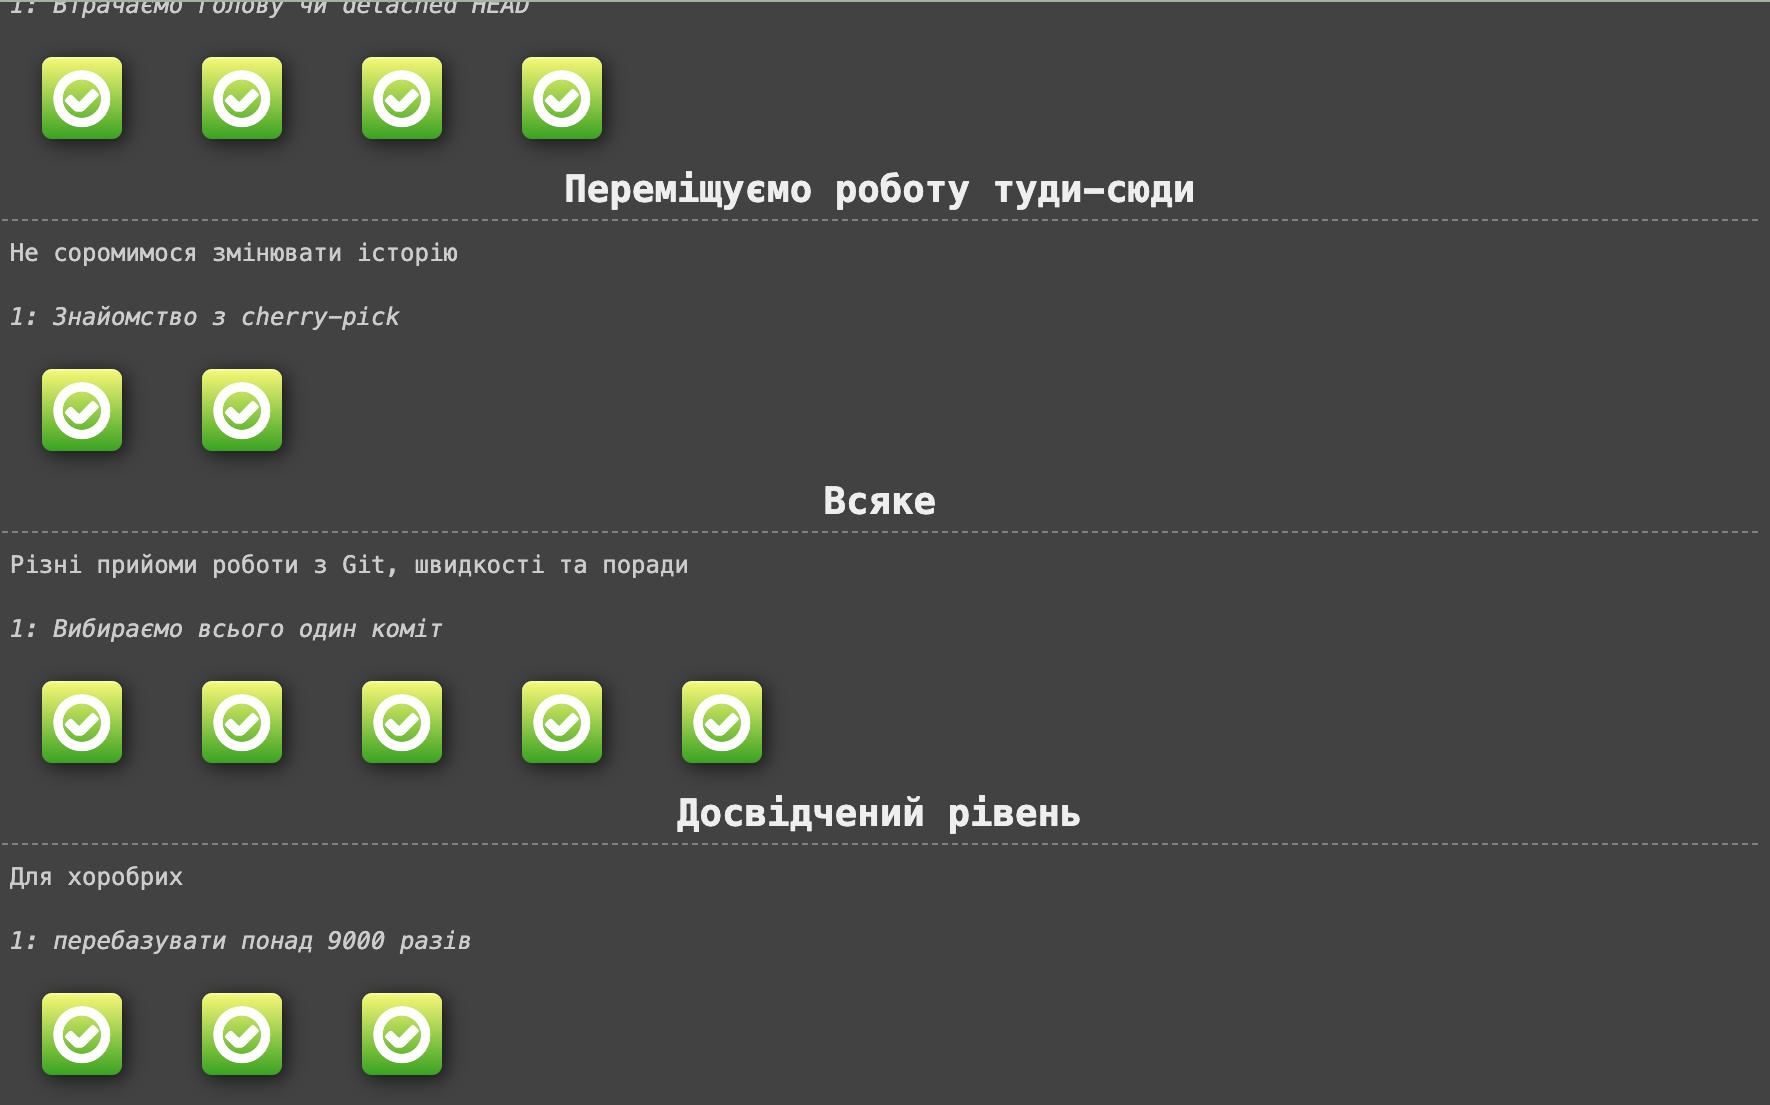 1: Втрачаємо голову чи detached HEAD
Переміщуємо роботу туди-сюди
Не соромимося змінювати історію
1: Знайомство з cherry-pick
Всяке
Різні прийоми роботи з Git, швидкості та поради
1: Вибираємо всього один коміт
Досвідчений рівень
Для хоробрих
1: перебазувати понад 9000 разів